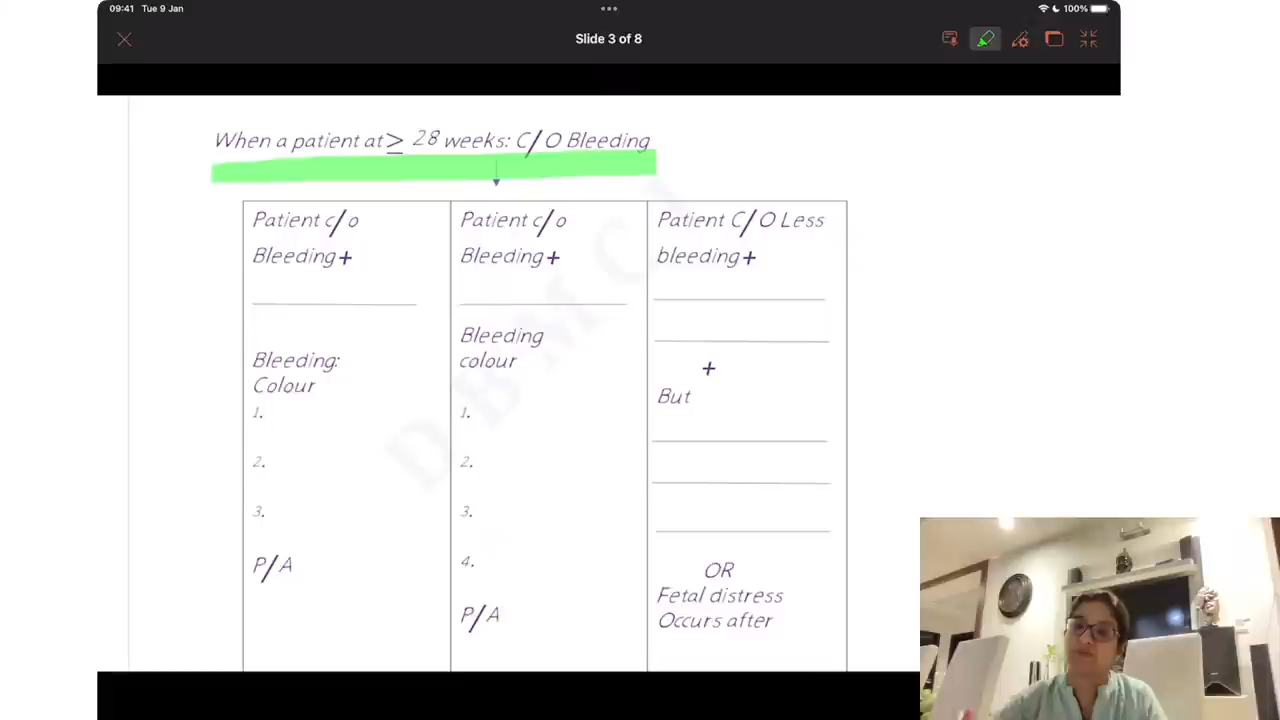 09:41 Tue 9 Jan
100%
Slide 3 of 8
When a patient at ≥ 28 weeks: C/O Bleeding
Patient c/o
Bleeding+
Bleeding:
Colour
1.
2.
3.
P/A
Patient c/o
Bleeding+
Bleeding
colour
1.
2.
3.
4.
P/A
Patient C/O Less
bleeding+
+
But
OR
Fetal distress
Occurs after
DBMCI